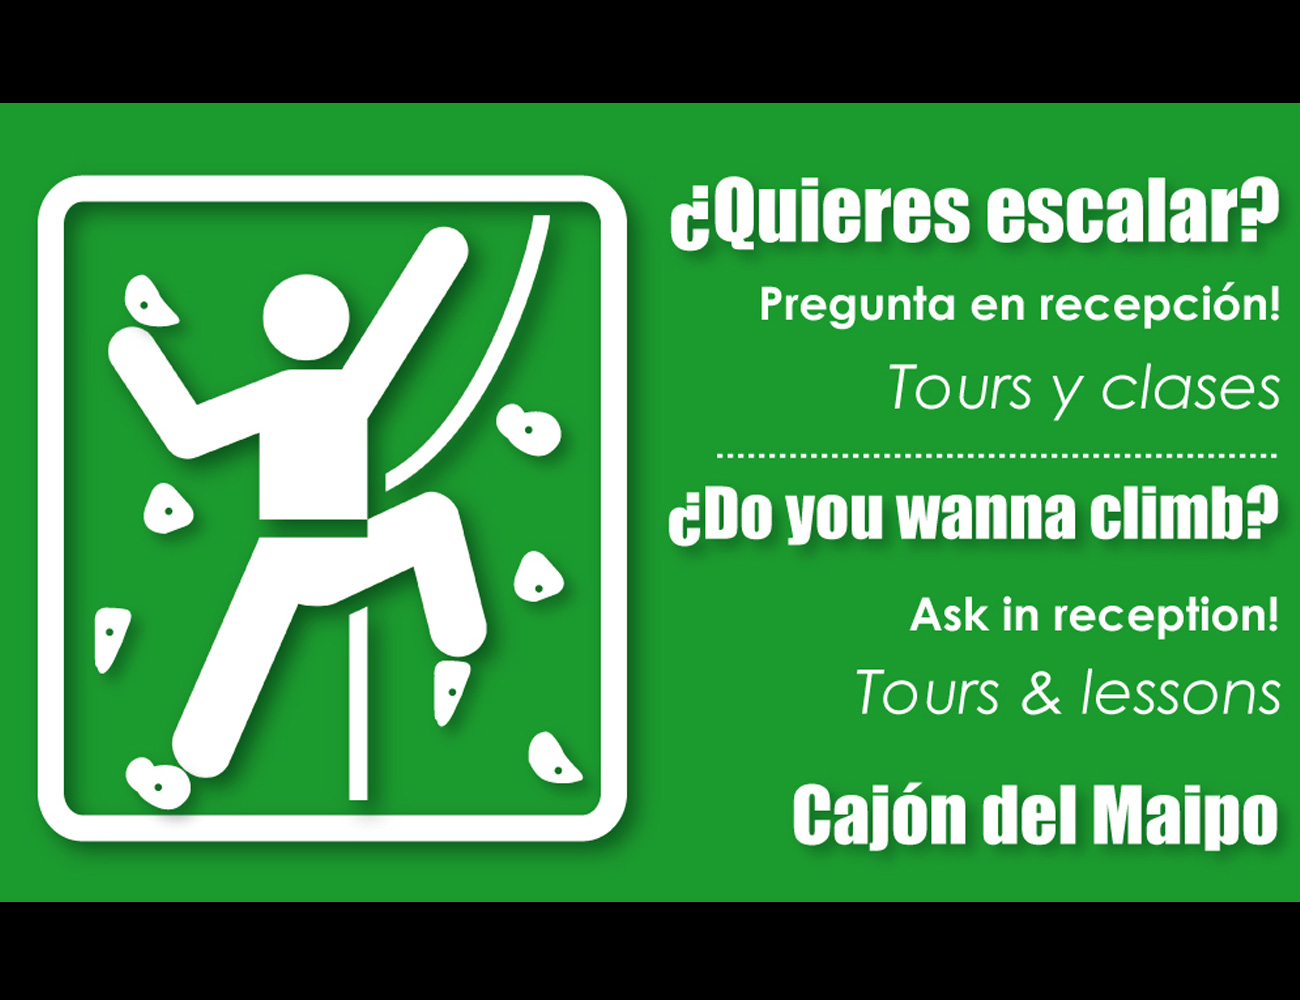 ¿Quieres escalar?
Pregunta en recepción!
Tours y clases
¿Do you wanna climb?
Ask in reception!
Tours & lessons
Cajón del Maipo